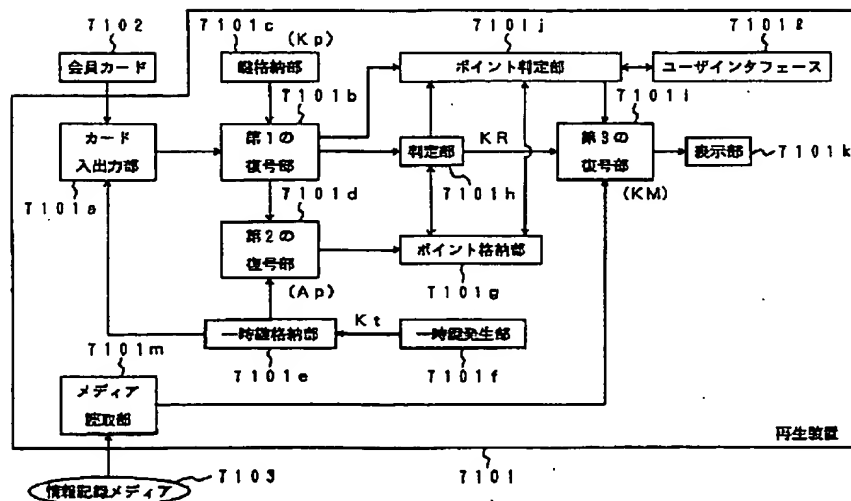 7102
7101c
(Kp)
7101j
7101ℓ
会員カード
鍵格納部
ポイント判定部
ユーザインタフェース
7101b
7101i
カード
入出力部
第1の
復号部
判定部
KR
第3の
復号部
表示部
7101k
7101a
7101d
7101h
(KM)
第2の
復号部
ポイント格納部
(Ap)
7101g
一時鍵格納部
Kt
一時鍵発生部
7101m
7101e
7101f
メディア
読取部
再生装置
7103
7101
情報記録メディア